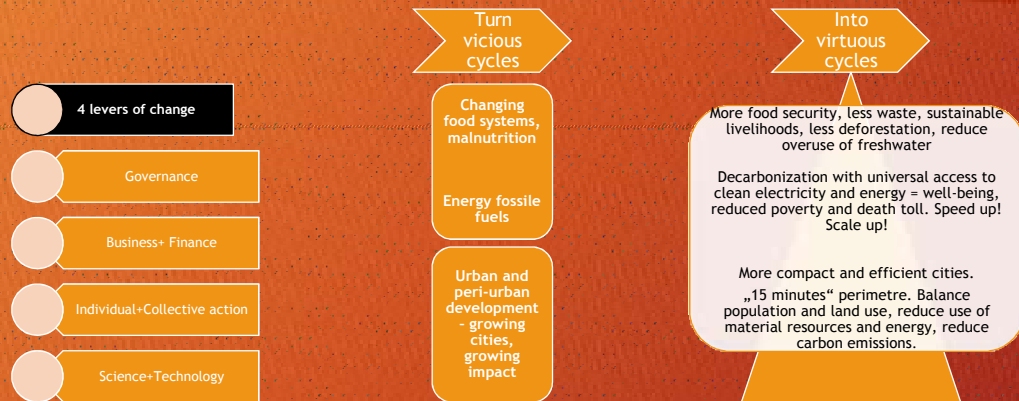 Turn
vicious
cycles
Into
virtuous
cycles
4 levers of change
Governance
Business+ Finance
Individual+Collective action
Science+Technology
Changing
food systems,
malnutrition
Energy fossile
fuels
Urban and
peri-urban
development
- growing
cities,
growing
impact
More food security, less waste, sustainable
livelihoods, less deforestation, reduce
overuse of freshwater
Decarbonization with universal access to
clean electricity and energy = well-being,
reduced poverty and death toll. Speed up!
Scale up!
More compact and efficient cities.
„15 minutes“ perimetre. Balance
population and land use, reduce use of
material resources and energy, reduce
carbon emissions.